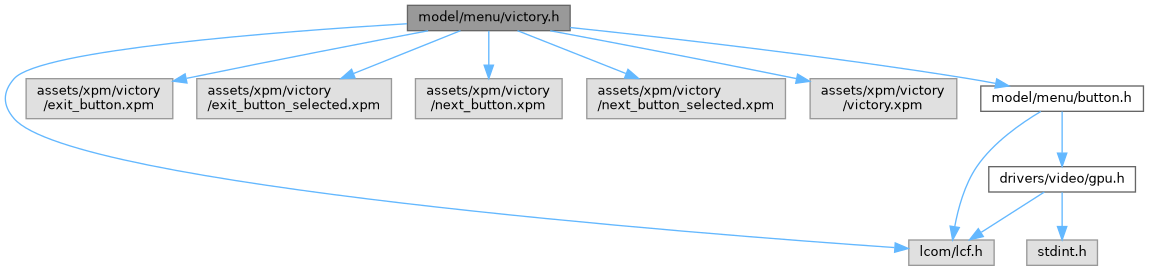 model/menu/victory.h
assets/xpm/victory
/exit_button.xpm
assets/xpm/victory
/exit_button_selected.xpm
assets/xpm/victory
/next_button.xpm
assets/xpm/victory
/next_button_selected.xpm
assets/xpm/victory
/victory.xpm
model/menu/button.h
drivers/video/gpu.h
lcom/lcf.h
stdint.h